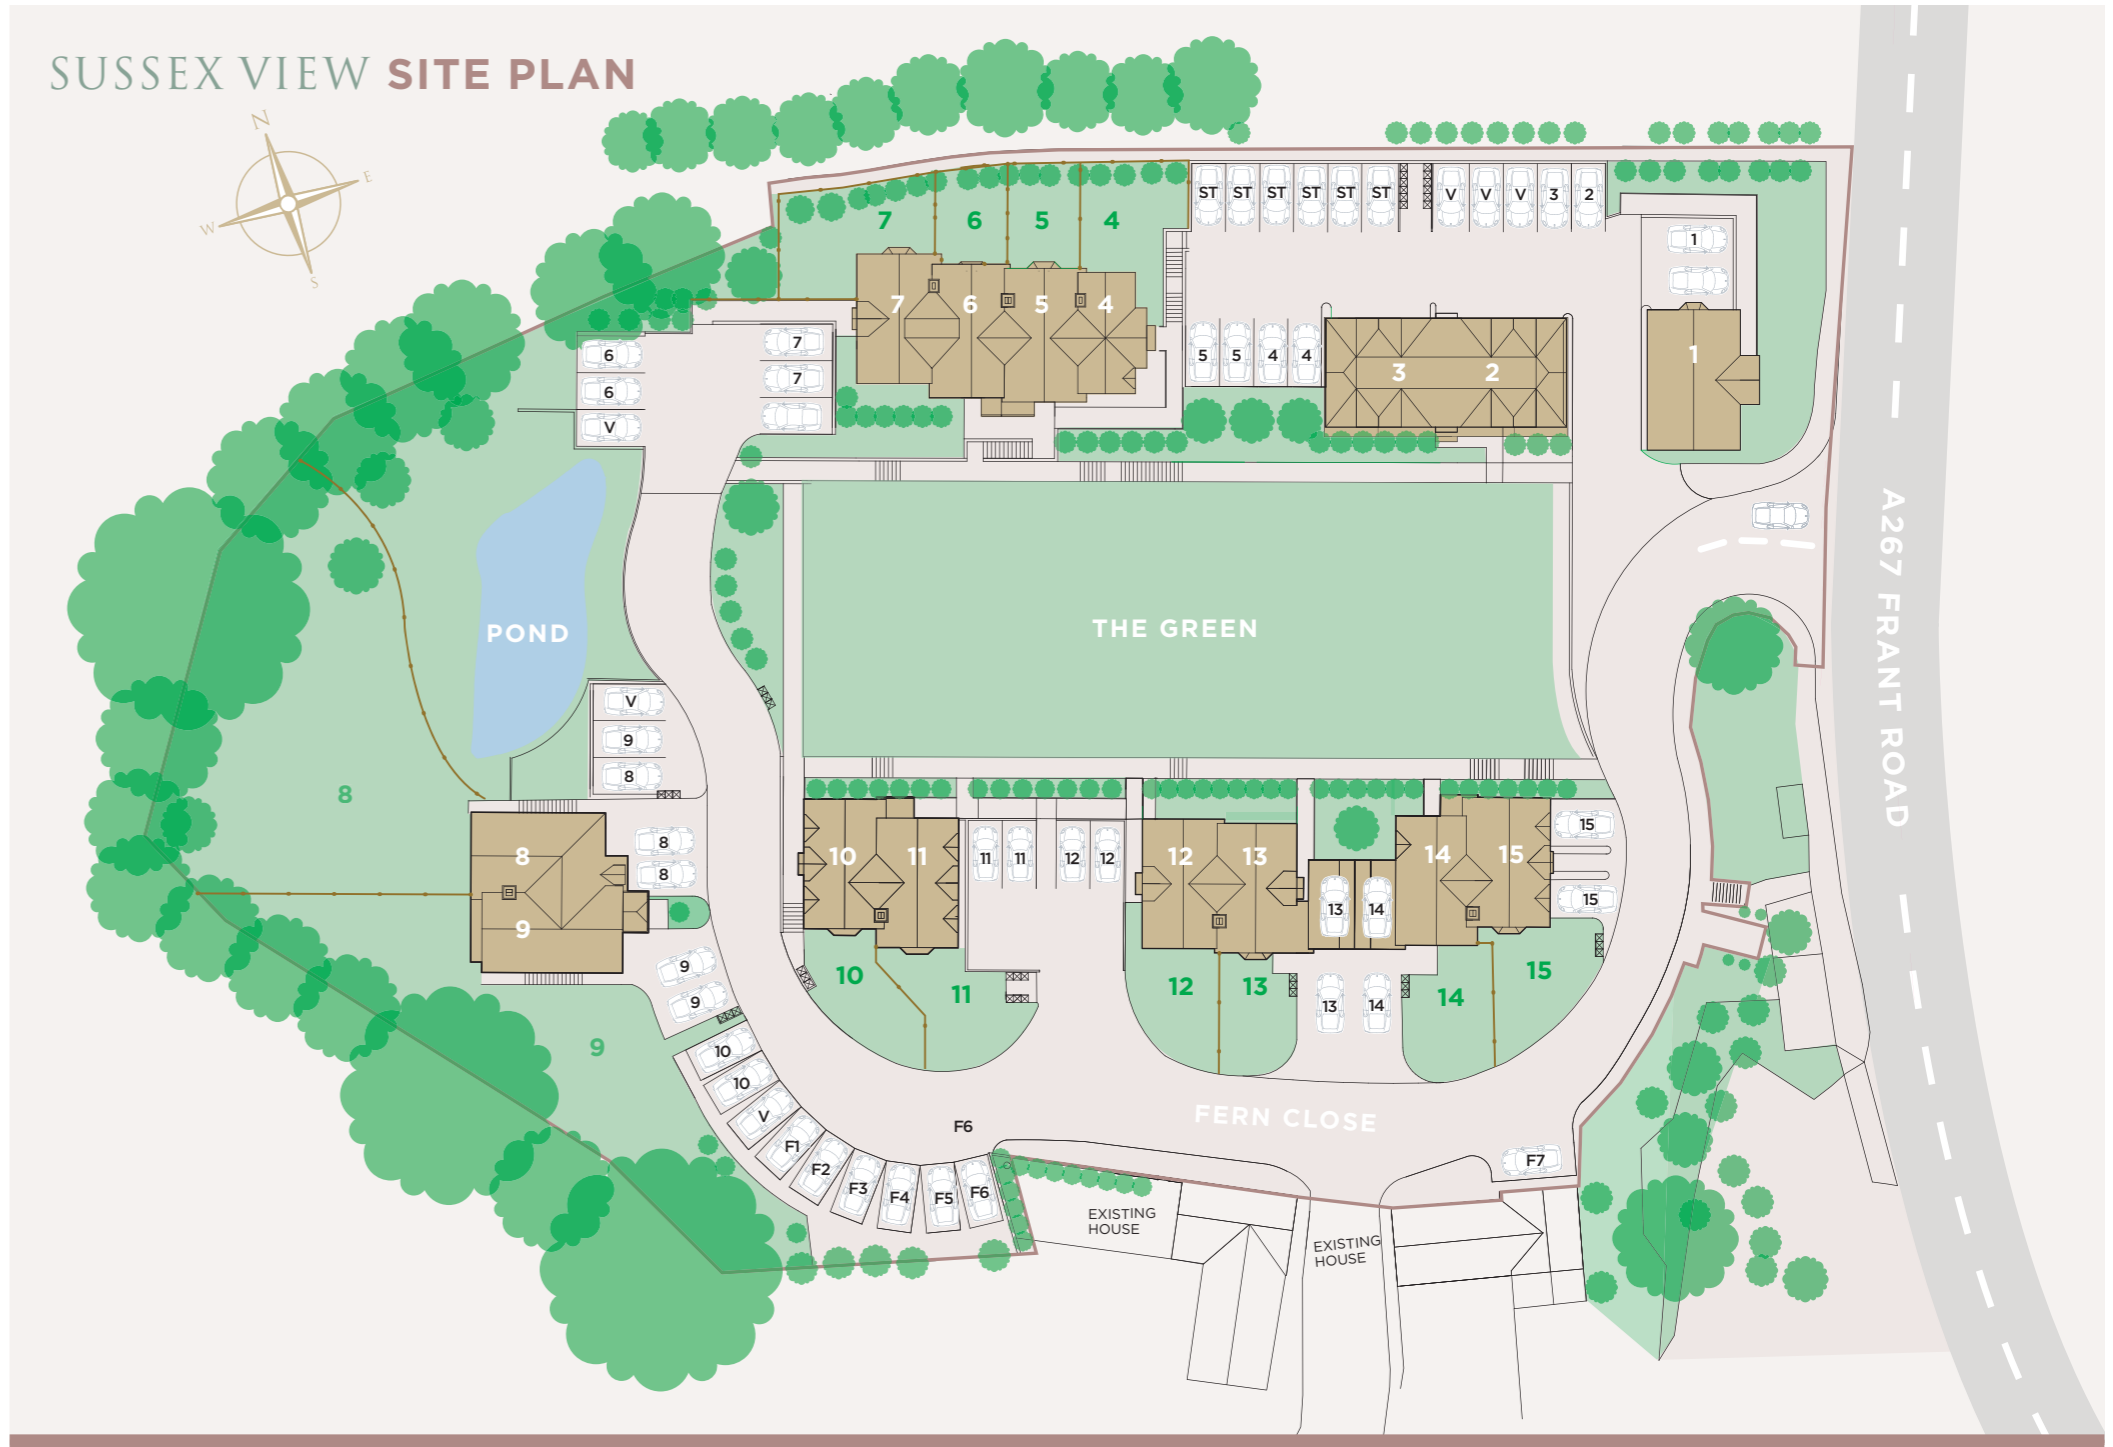 SUSSEX VIEW SITE PLAN
N
E
W
S
ST ST ST ST ST ST V V V 3 2
7 6 5 4
1
7 6 5 4
5 5 4 4
3 2
1
6
6
V
7
7
A267 FRANT ROAD
THE GREEN
POND
V
9
8
8
8
9
8
8
9
9
10 11
11 11 12 12
12 13
13 14
14 15
15
15
10 11
12 13
13 14
14 15
9
10
10
V
F1
F2
F3
F4
F5
F6
F6
FERN CLOSE
F7
EXISTING
HOUSE
EXISTING
HOUSE